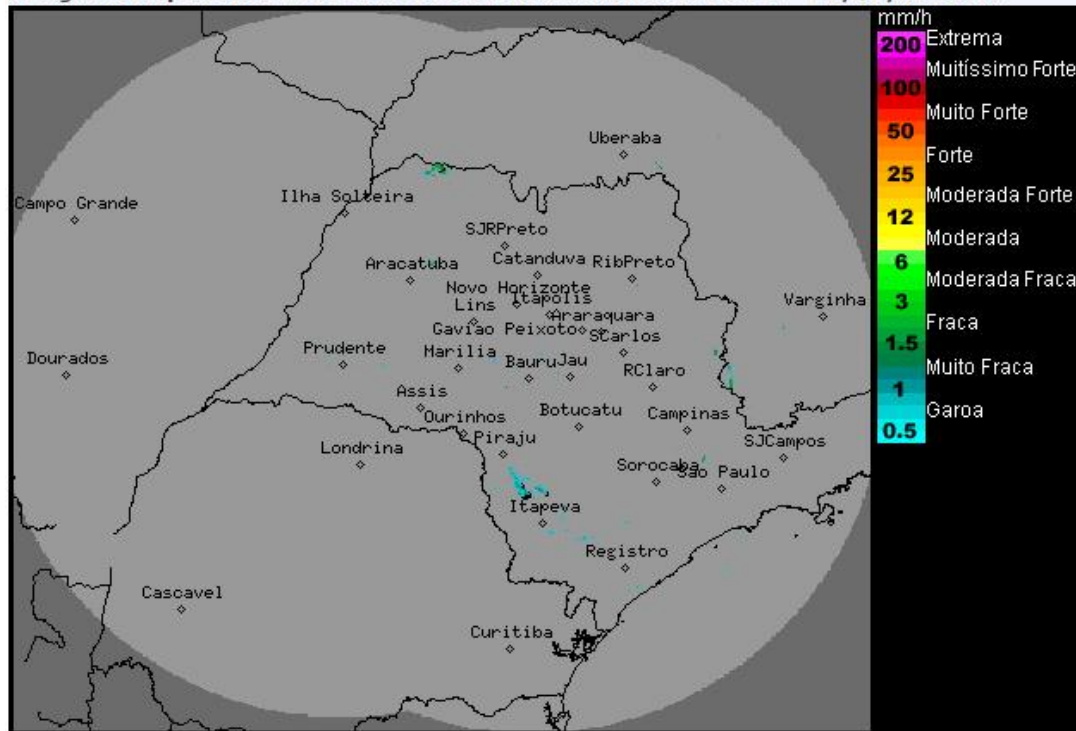 mm/h
200 Extrema
Muitíssimo Forte
100
Muito Forte
50
Forte
25
Moderada Forte
12
Moderada
6
Moderada Fraca
3
Fraca
1.5
Muito Fraca
1
Garoa
0.5
Uberaba
Ilha Solteira
Campo Grande
SJRPreto
Catanduva
RibPreto
Aracatuba
Novo Horizonte
Itapolis
Lins
Araraquara
Varginha
Gaviao Peixoto
SCarlos
Prudente
Marilia
Dourados
Bauru
Jau
RClaro
Assis
Ourinhos
Botucatu
Campinas
Piraju
Londrina
SJCampos
Sorocaba
Sao Paulo
Itapeva
Registro
Cascavel
Curitiba